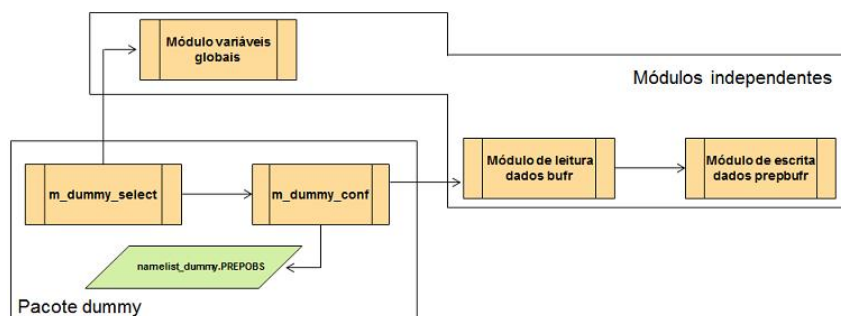 Módulo variáveis
globais
Módulos independentes
m_dummy_select
m_dummy_conf
Módulo de leitura
dados bufr
Módulo de escrita
dados prepbufr
namelist_dummy.PREPOBS
Pacote dummy